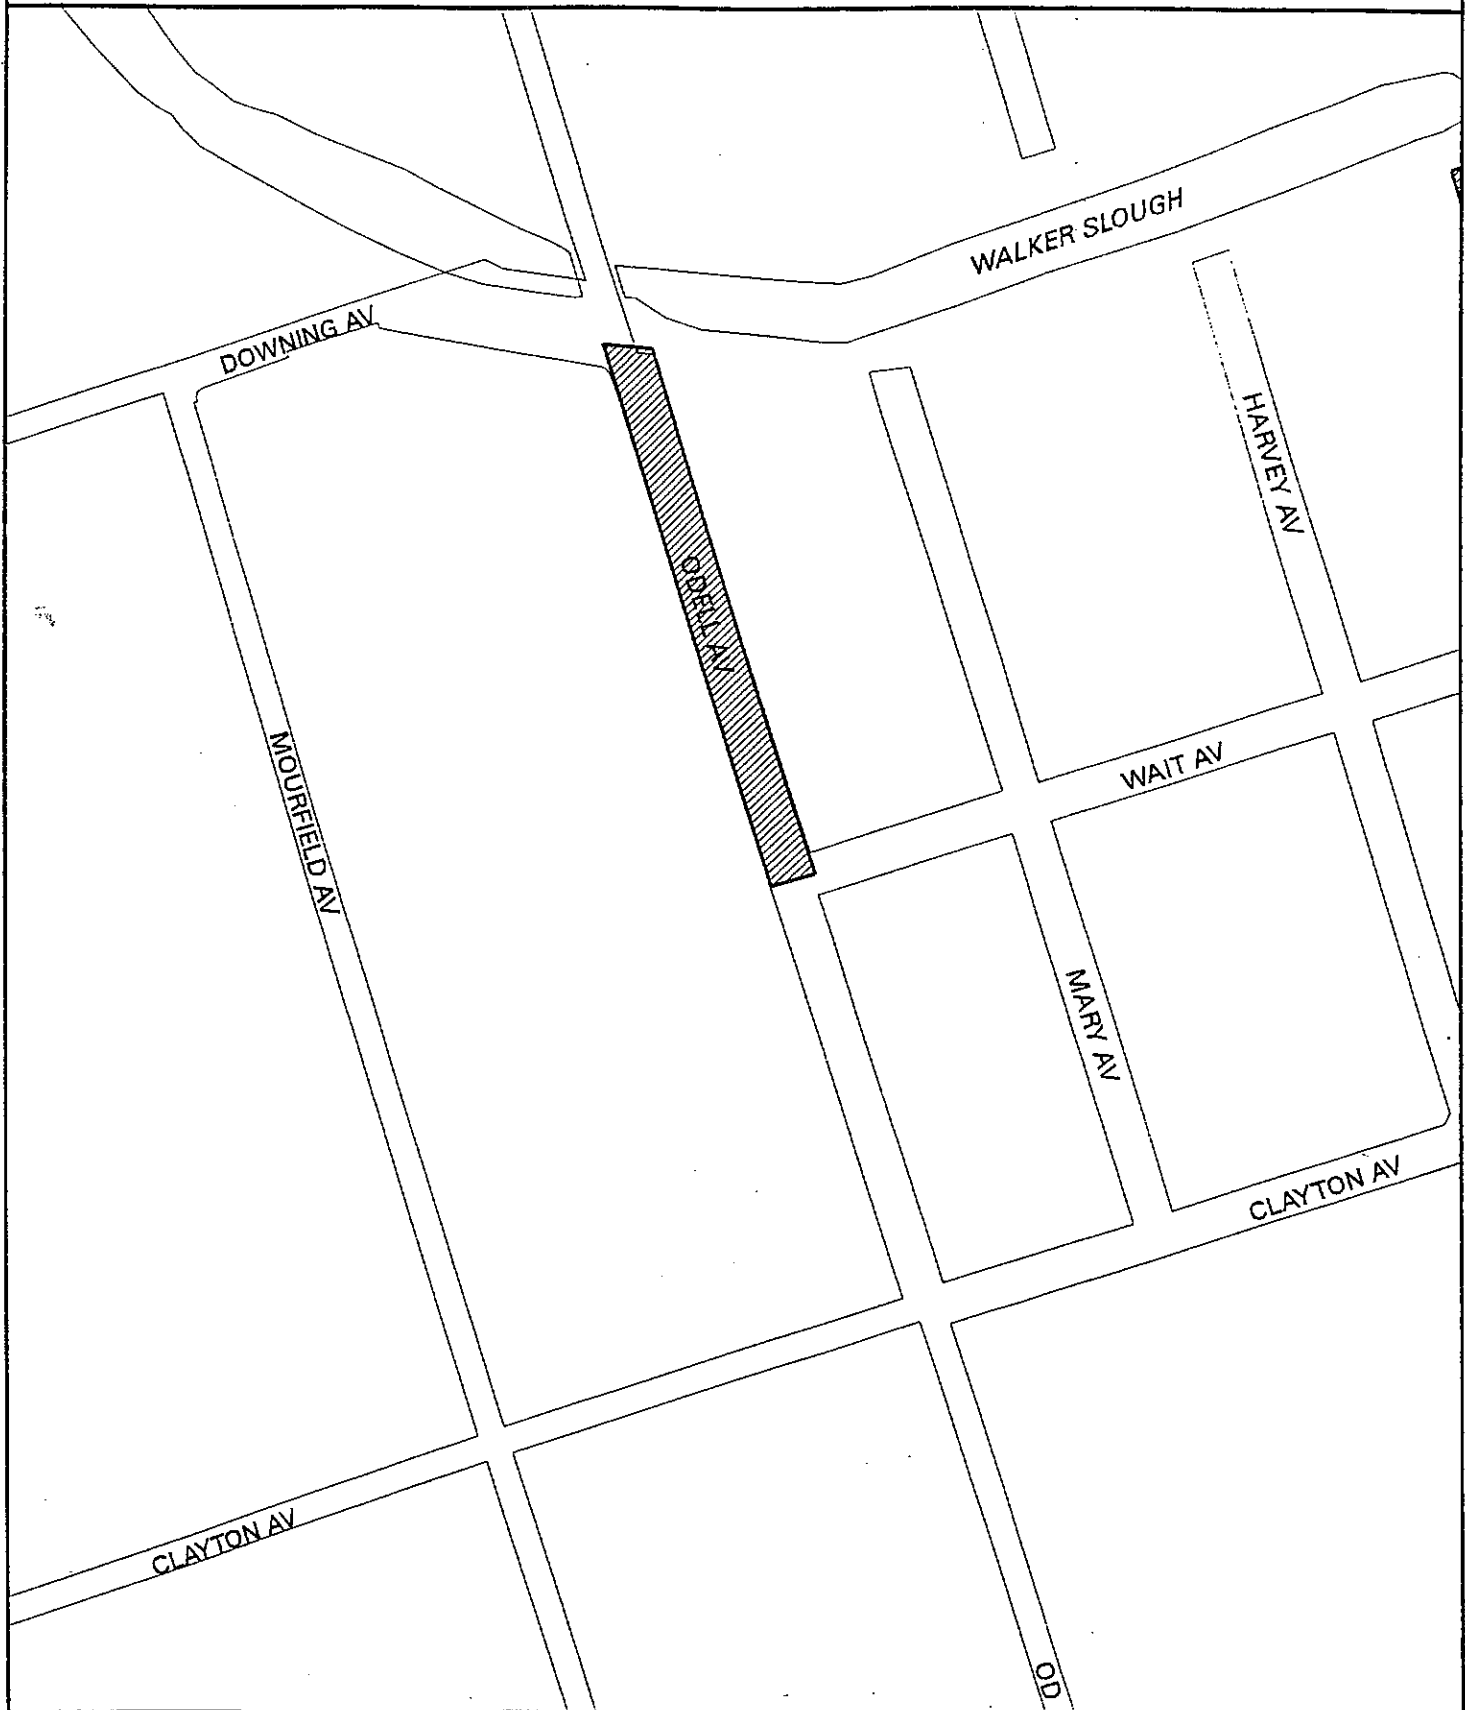 WALKER SLOUGH
DOWNING AV
HARVEY AV
ODELL AV
MOURFIELD AV
WAIT AV
MARY AV
CLAYTON AV
CLAYTON AV
OD